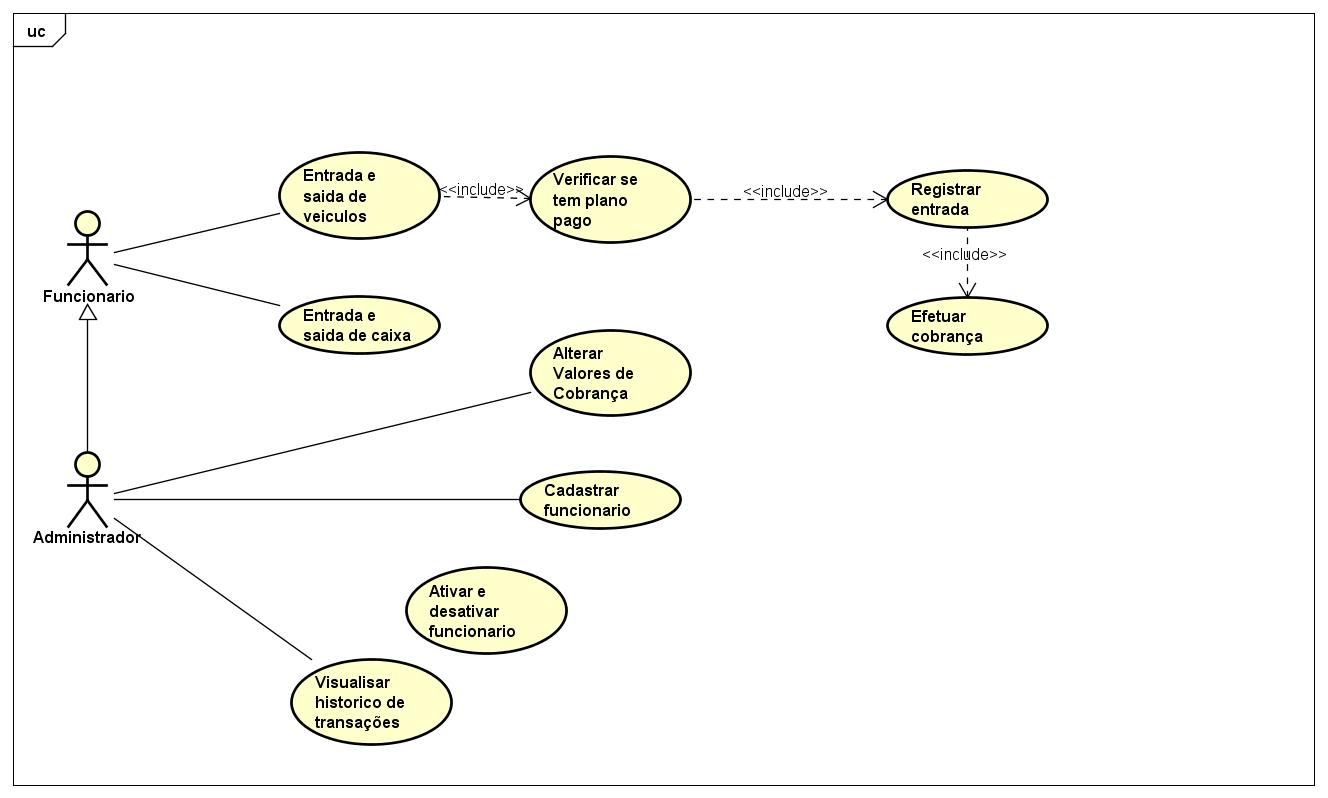 uc
Entrada e
saida de
veiculos
<<include>>
Verificar se
tem plano
pago
<<include>>
Registrar
entrada
<<include>>
Funcionario
Entrada e
saida de caixa
Efetuar
cobrança
Alterar
Valores de
Cobrança
Cadastrar
funcionario
Administrador
Ativar e
desativar
funcionario
Visualisar
historico de
transações